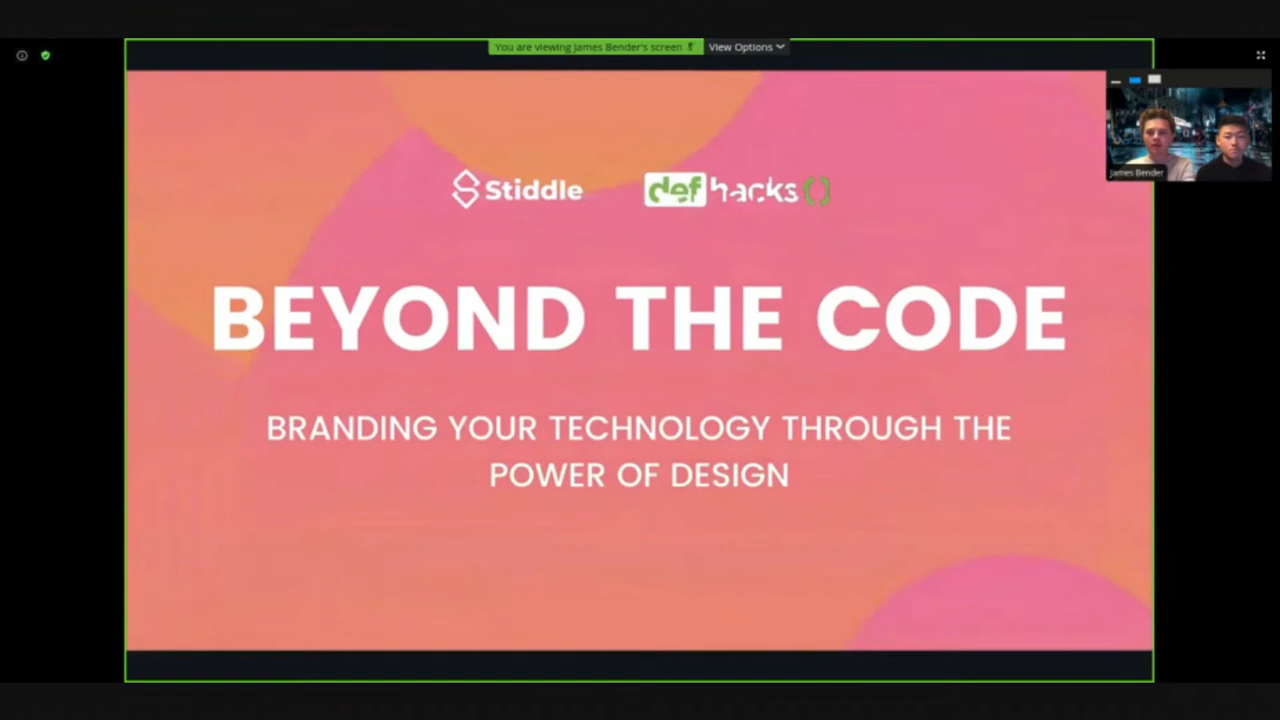 You are viewing James Bender's screen
View Options
James Bender
Stiddle
def hacks()
BEYOND THE CODE
BRANDING YOUR TECHNOLOGY THROUGH THE
POWER OF DESIGN